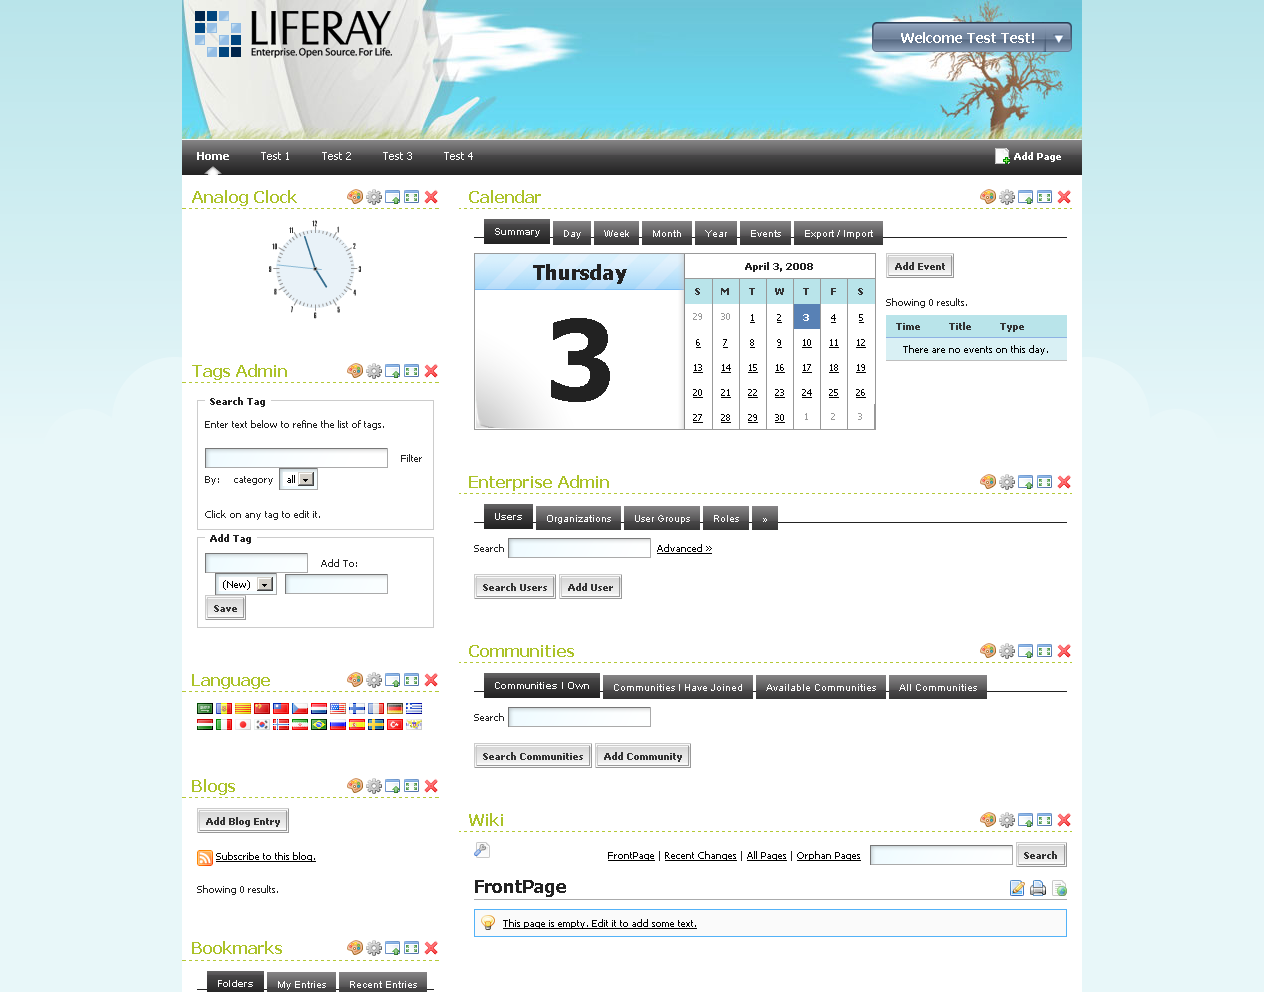 LIFERAY
Enterprise. Open Source. For Life.
Welcome Test Test!
Home Test 1 Test 2 Test 3 Test 4 Add Page
Analog Clock
12
1
2
3
4
5
6
7
8
9
10
11
Tags Admin
Search Tag
Enter text below to refine the list of tags.
Filter
By: category all
Click on any tag to edit it.
Add Tag
Add To:
(New)
Save
Language
Blogs
Add Blog Entry
Subscribe to this blog.
Showing 0 results.
Bookmarks
Folders My Entries Recent Entries
Calendar
Summary Day Week Month Year Events Export / Import
Thursday
3
April 3, 2008
S M T W T F S
29 30 1 2 3 4 5
6 7 8 9 10 11 12
13 14 15 16 17 18 19
20 21 22 23 24 25 26
27 28 29 30 1 2 3
Add Event
Showing 0 results.
Time Title Type
There are no events on this day.
Enterprise Admin
Users Organizations User Groups Roles »
Search Advanced »
Search Users Add User
Communities
Communities I Own Communities I Have Joined Available Communities All Communities
Search
Search Communities Add Community
Wiki
FrontPage | Recent Changes | All Pages | Orphan Pages Search
FrontPage
This page is empty. Edit it to add some text.